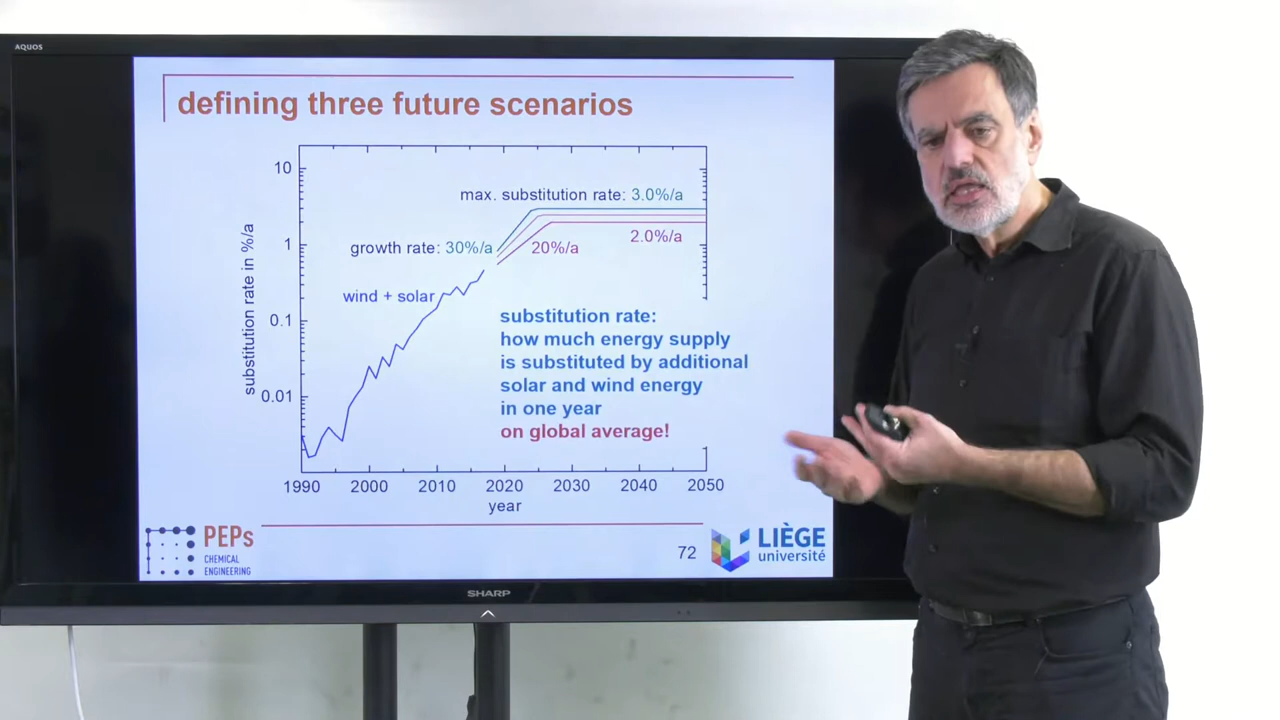 AQUOS
defining three future scenarios
10
1
0.1
0.01
substitution rate in %/a
max. substitution rate: 3.0%/a
growth rate: 30%/a
20%/a
2.0%/a
wind + solar
substitution rate:
how much energy supply
is substituted by additional
solar and wind energy
in one year
on global average!
1990 2000 2010 2020 2030 2040 2050
year
PEPs
CHEMICAL
ENGINEERING
72
LIÈGE
université
SHARP